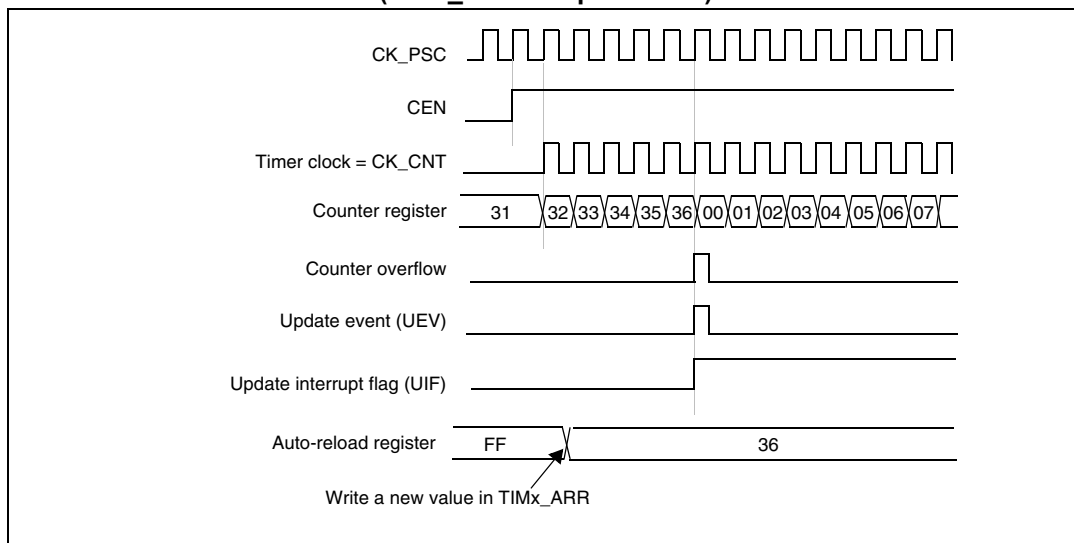 CK_PSC
CEN
Timer clock = CK_CNT
Counter register 31 32 33 34 35 36 00 01 02 03 04 05 06 07
Counter overflow
Update event (UEV)
Update interrupt flag (UIF)
Auto-reload register FF 36
Write a new value in TIMx_ARR